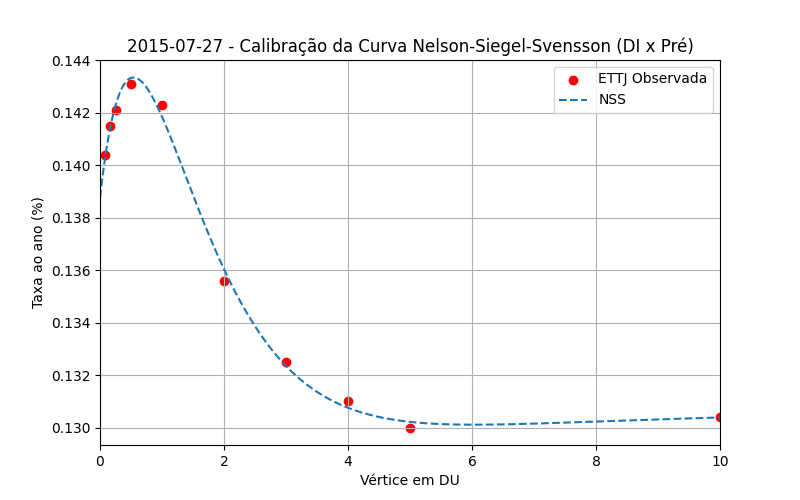 2015-07-27 - Calibração da Curva Nelson-Siegel-Svensson (DI x Pré)
0.144
0.142
0.140
0.138
0.136
0.134
0.132
0.130
Taxa ao ano (%)
ETTJ Observada
NSS
0 2 4 6 8 10
Vértice em DU